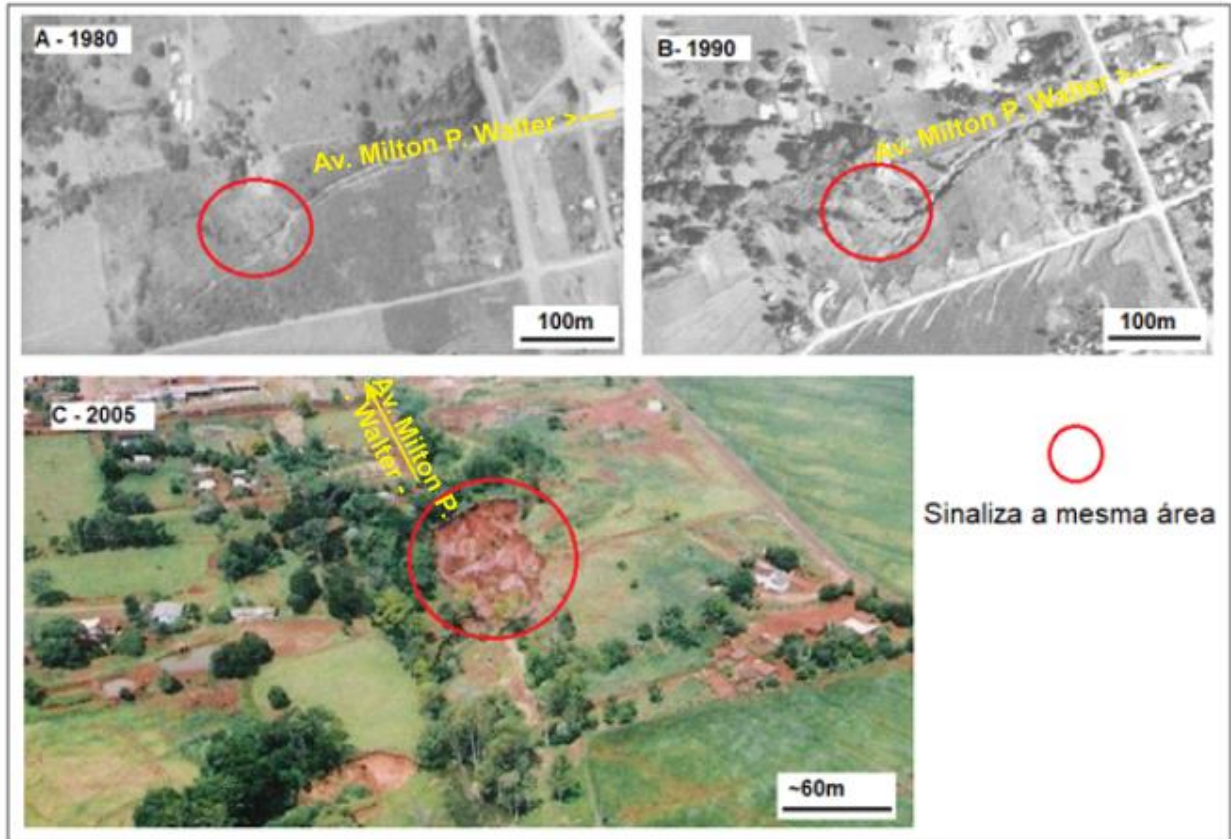 A - 1980
Av. Milton P. Walter >.....
100m
B- 1990
Av. Milton P. Walter >.....
100m
C - 2005
Av. Milton P.
. Walter -
~60m
Sinaliza a mesma área